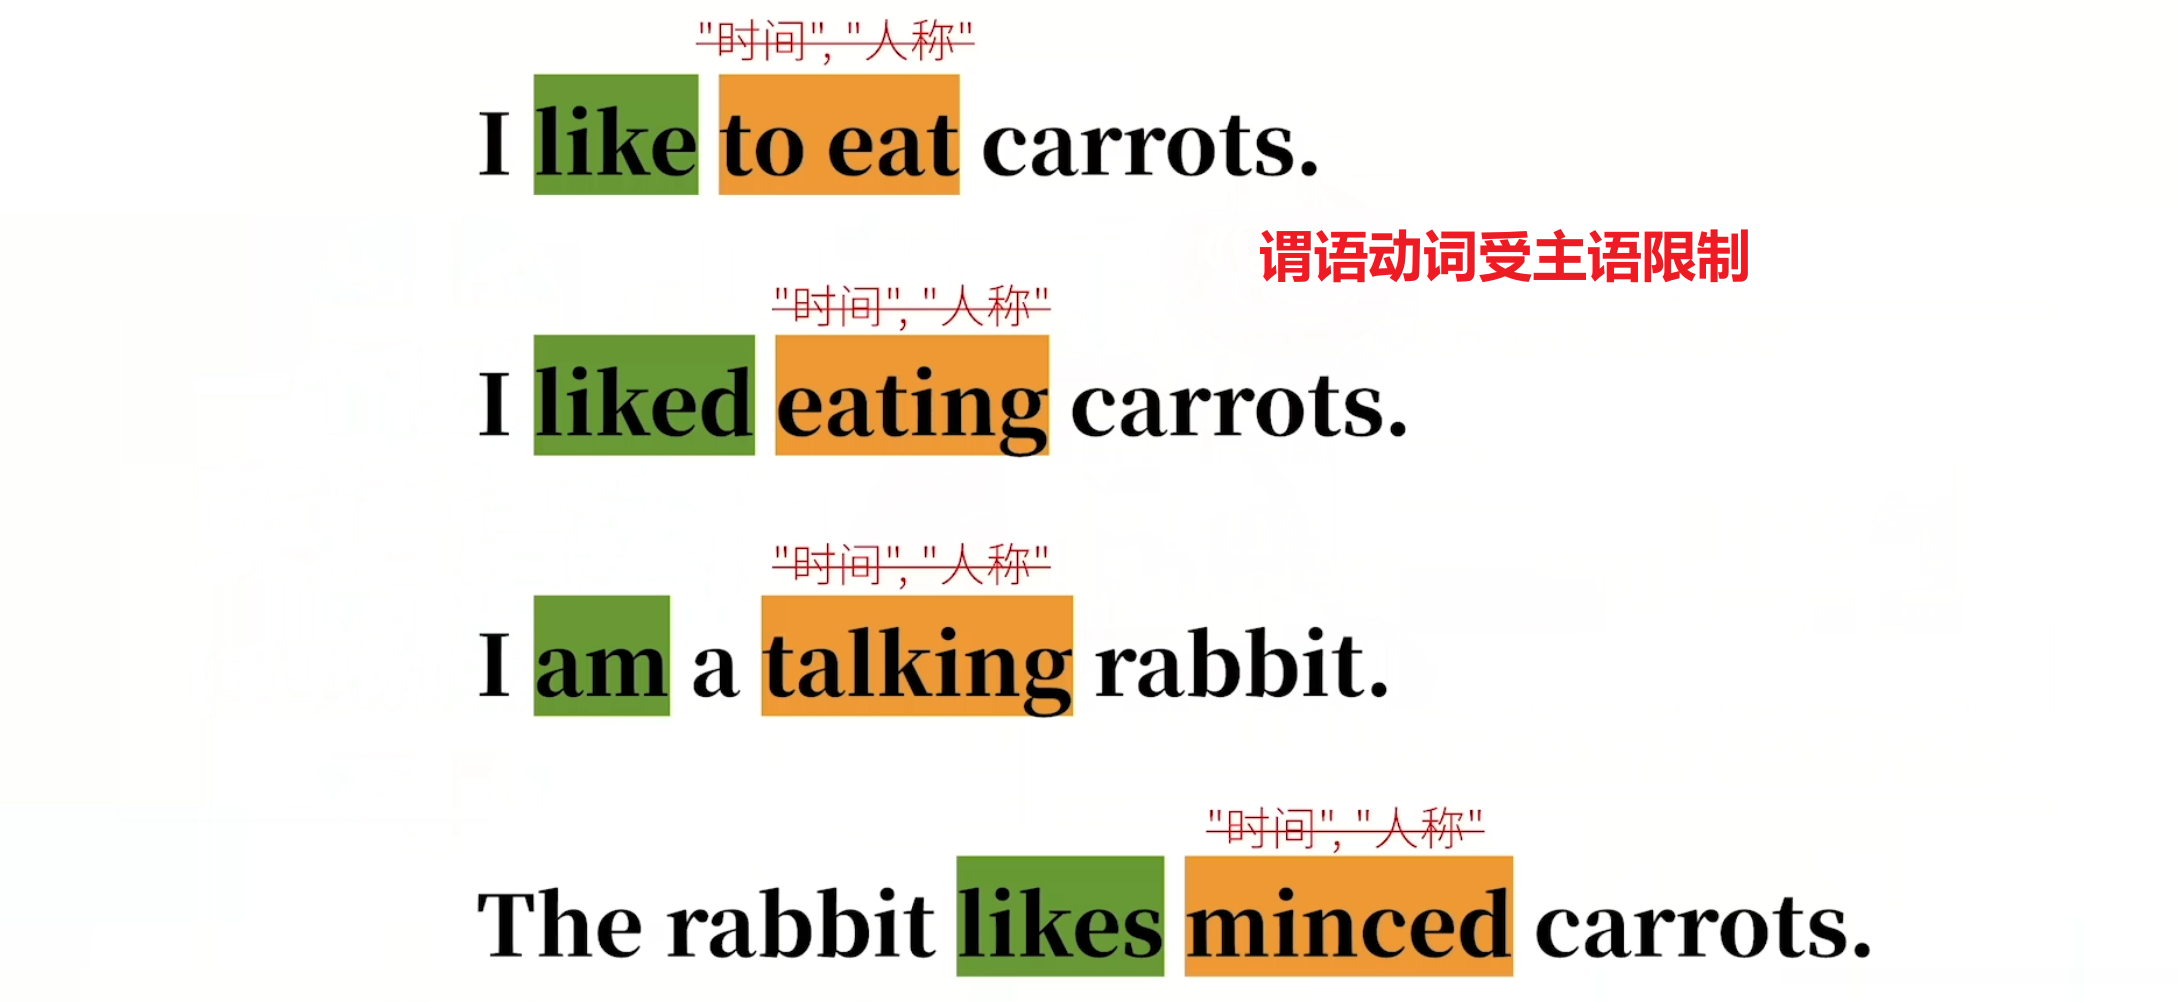 "时间", "人称"
I like to eat carrots.
谓语动词受主语限制
"时间", "人称"
I liked eating carrots.
"时间", "人称"
I am a talking rabbit.
"时间", "人称"
The rabbit likes minced carrots.